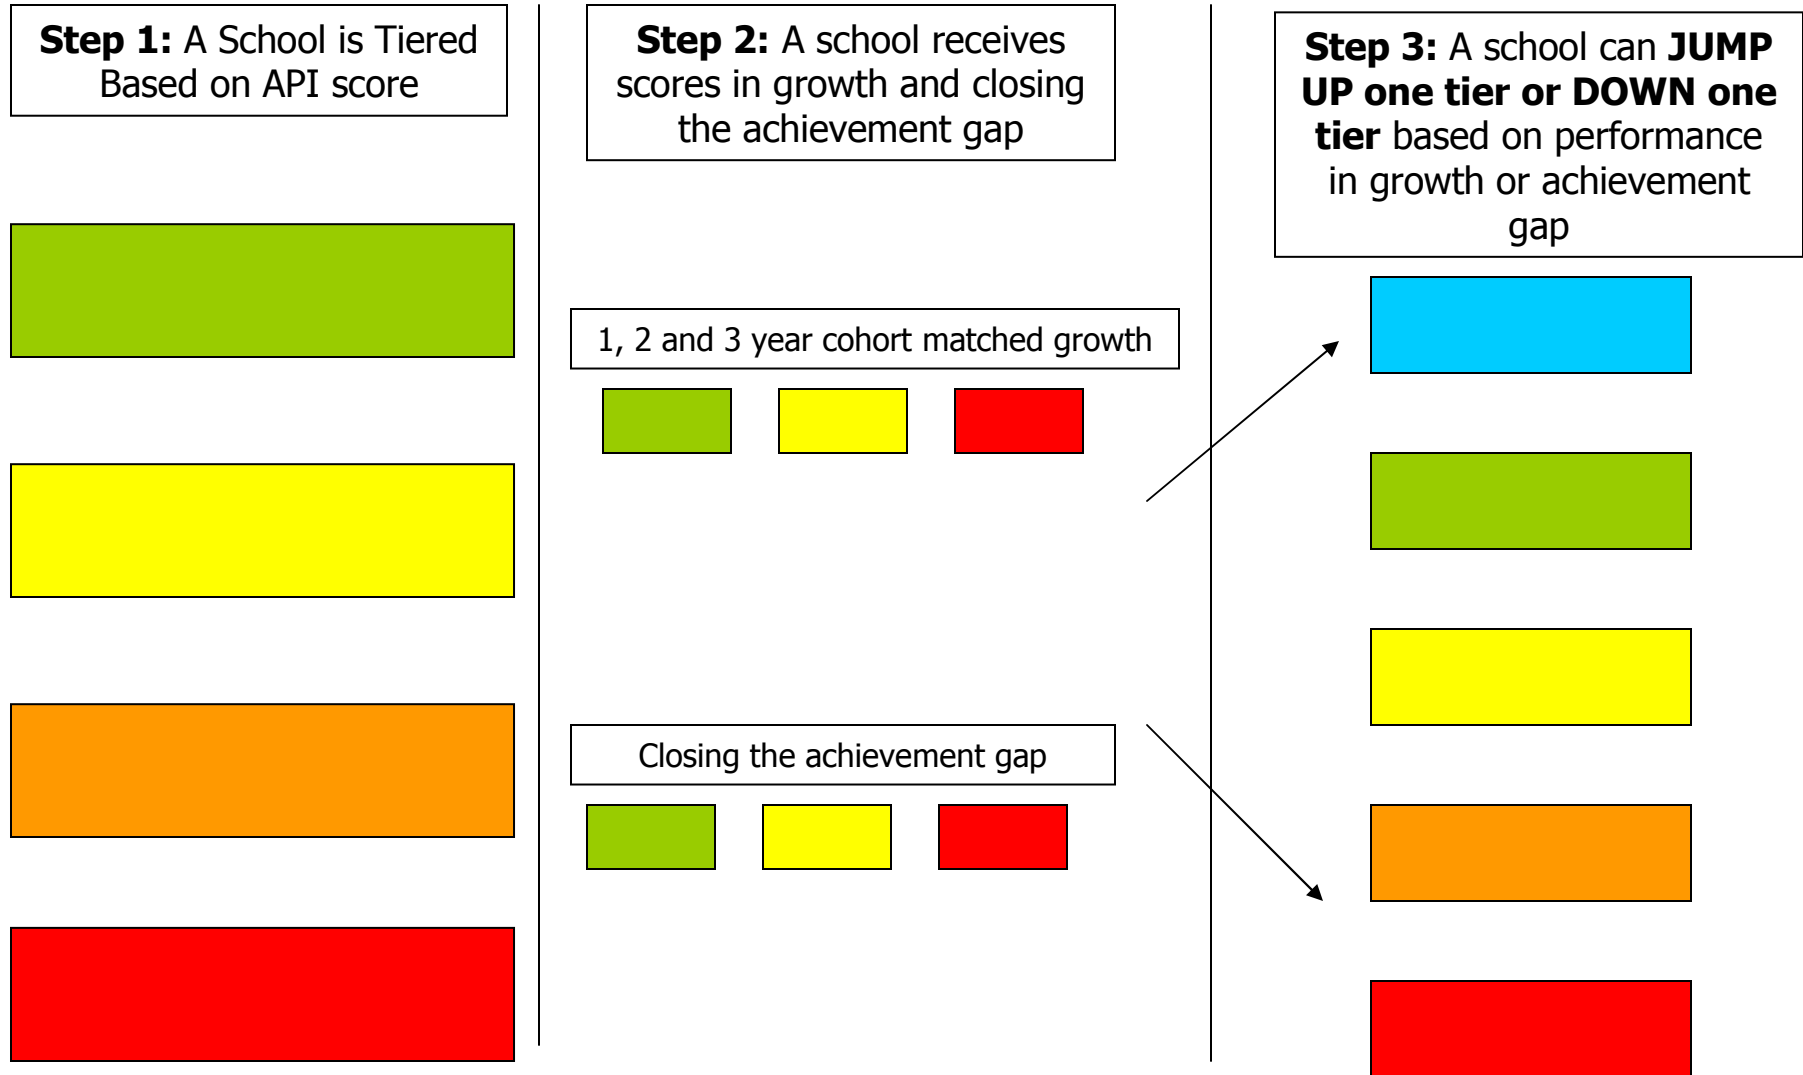 Step 1: A School is Tiered
Based on API score
Step 2: A school receives
scores in growth and closing
the achievement gap
1, 2 and 3 year cohort matched growth
Closing the achievement gap
Step 3: A school can JUMP
UP one tier or DOWN one
tier based on performance
in growth or achievement
gap